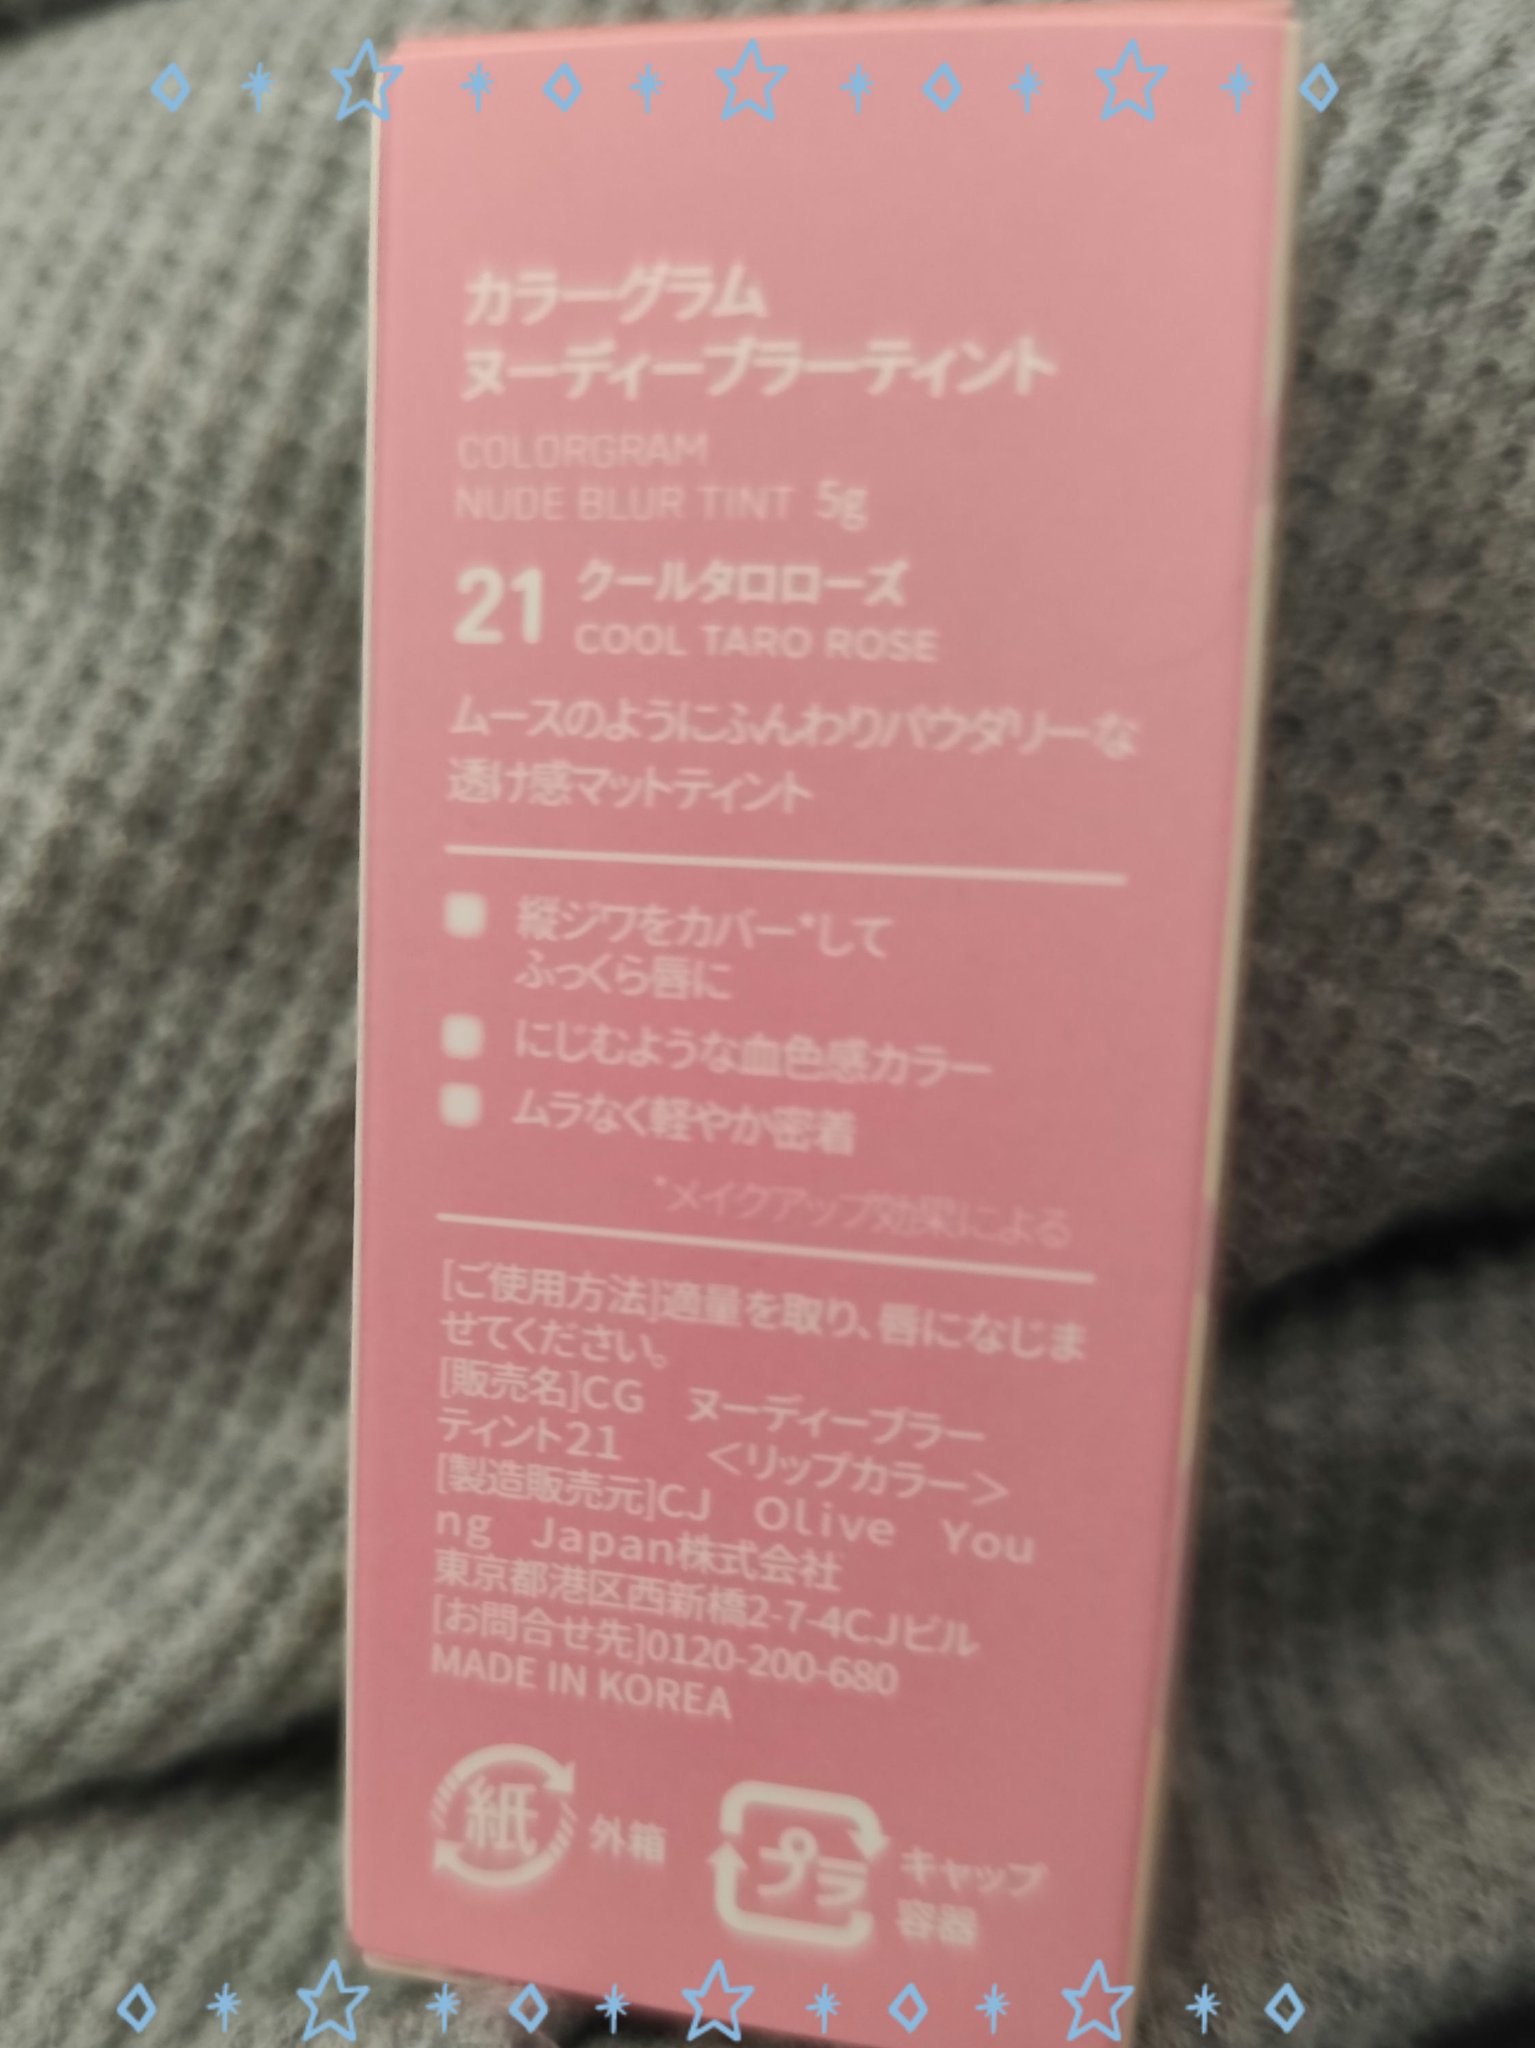 カラーグラム
ヌーディーブラーティント
COLORGRAM
NUDE BLUR TINT 5g
21 クールタロローズ
COOL TARO ROSE
ムースのようにふんわりパウダリーな
透け感マットティント
縦ジワをカバー*して
ふっくら唇に
にじむような血色感カラー
ムラなく軽やか密着
*メイクアップ効果による
[ご使用方法]適量を取り、唇になじま
せてください。
[販売名]CG ヌーディーブラー
ティント21 <リップカラー>
[製造販売元]CJ Olive You
ng Japan株式会社
東京都港区西新橋2-7-4CJビル
[お問合せ先]0120-200-680
MADE IN KOREA
紙 外箱
プラ キャップ
容器